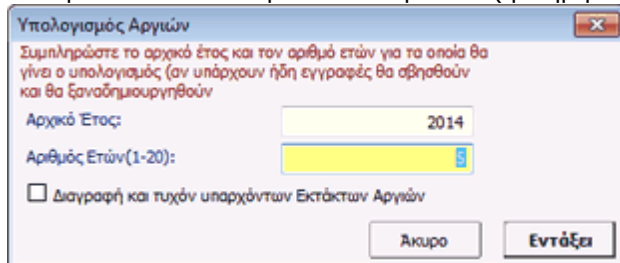 Υπολογισμός Αργιών
Συμπληρώστε το αρχικό έτος και τον αριθμό ετών για τα οποία θα
γίνει ο υπολογισμός (αν υπάρχουν ήδη εγγραφές θα σβησθούν
και θα ξαναδημιουργηθούν
Αρχικό Έτος: 2014
Αριθμός Ετών(1-20): 5
Διαγραφή και τυχόν υπαρχόντων Εκτάκτων Αργιών
Άκυρο Εντάξει